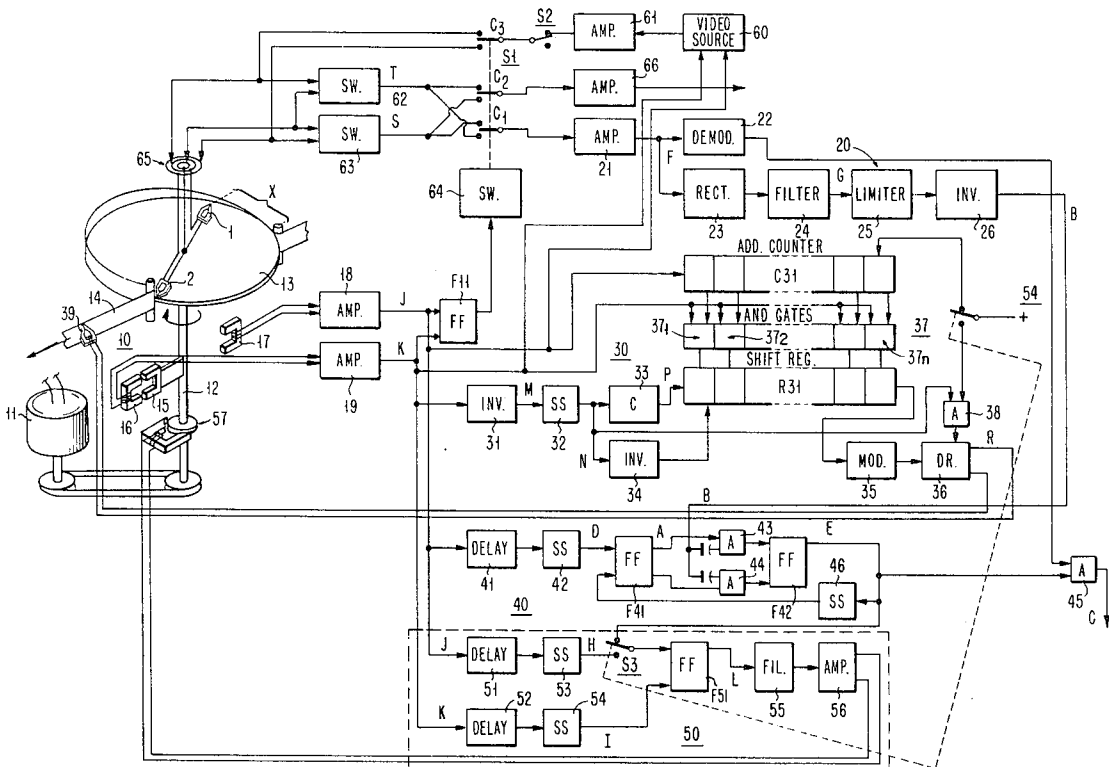 C3
S1
S2
AMP.
61
VIDEO SOURCE
60
SW.
T
62
C2
AMP.
66
SW.
S
63
C1
AMP.
21
F
DEMOD.
22
20
65
X
SW.
64
RECT.
23
FILTER
24
G
LIMITER
25
INV.
26
B
1
2
13
14
39
10
ADD. COUNTER
C31
AND GATES
37₁
37₂
37
37n
SHIFT REG.
R31
54
+
18
AMP.
J
F11
FF
17
AMP.
19
K
30
11
16
15
12
57
INV.
31
M
SS
32
33
C
P
N
INV.
34
A
38
MOD.
35
DR.
36
R
B
DELAY
41
SS
42
D
FF
F41
A
A
43
A
44
FF
F42
E
46
SS
A
45
C
40
J
DELAY
51
SS
53
H
S3
FF
F51
L
FIL.
55
AMP.
56
K
DELAY
52
SS
54
I
50